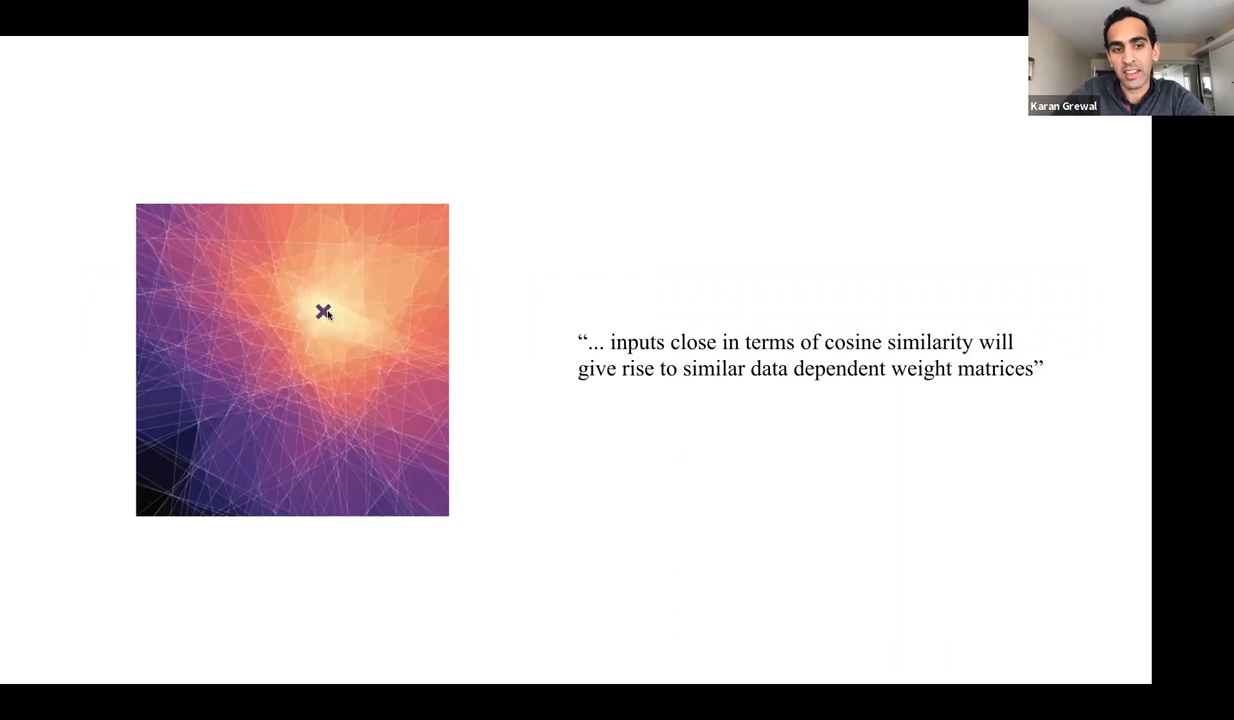 Karan Grewal
“... inputs close in terms of cosine similarity will
give rise to similar data dependent weight matrices”